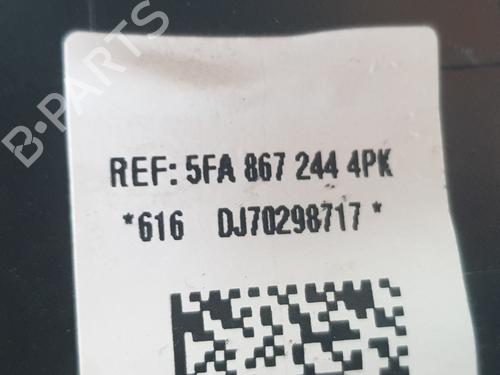 B-PARTS
REF: 5FA 867 244 4PK
*616 DJ70298717 *